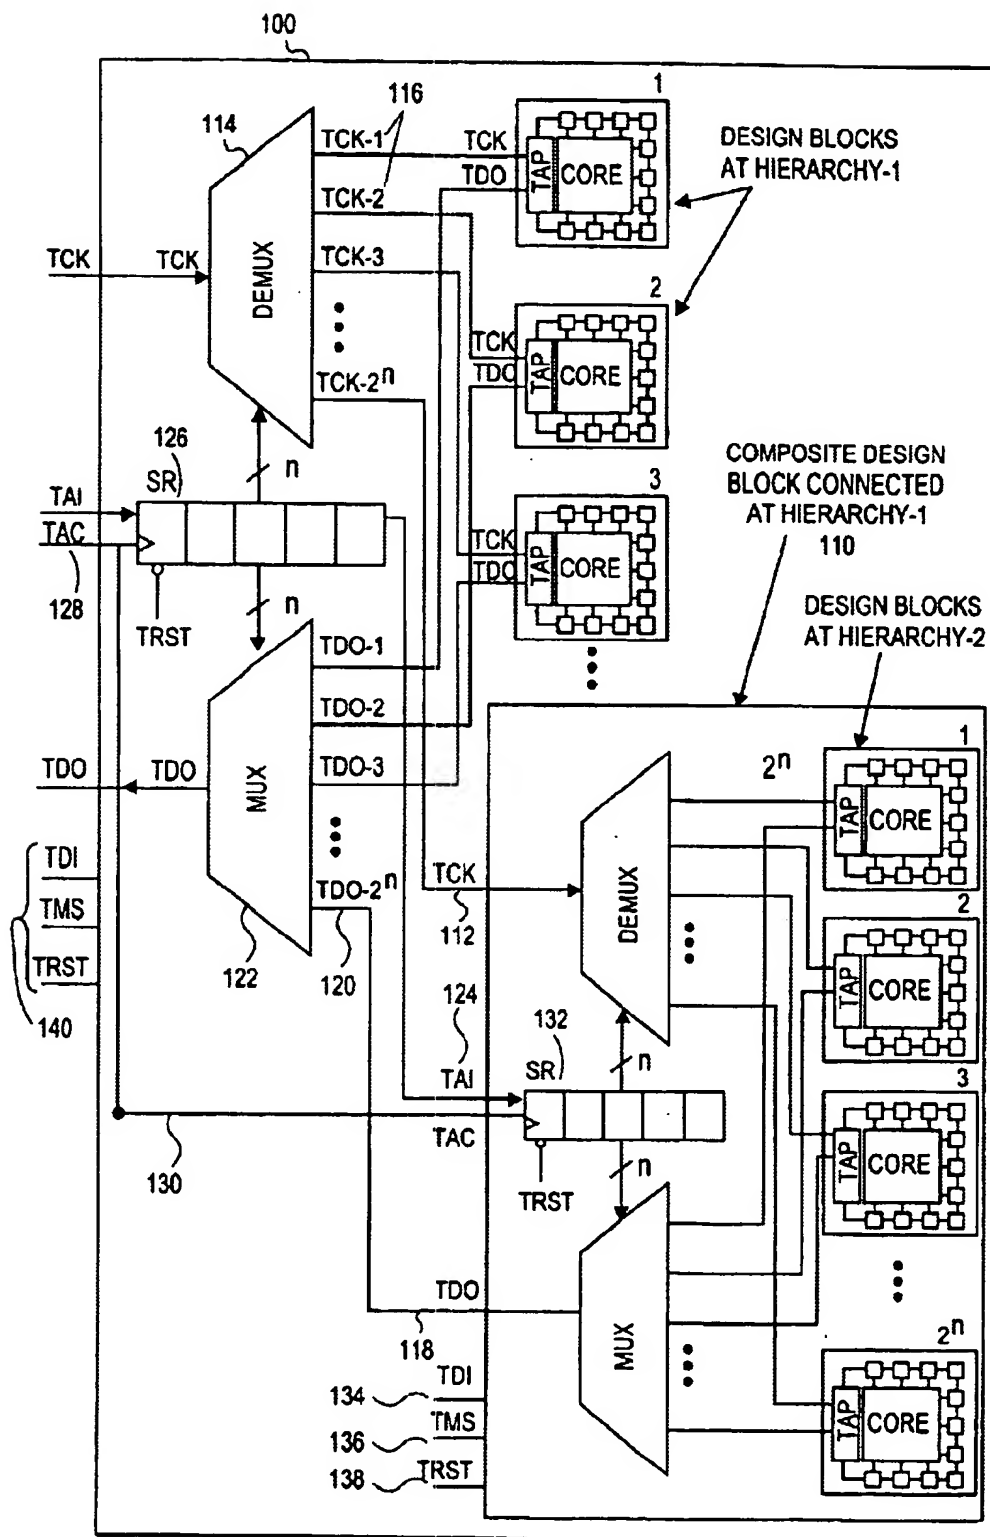 100
114
116
TCK-1
TCK
TDO
TAP
CORE
1
DESIGN BLOCKS
AT HIERARCHY-1
TCK-2
TCK
TCK
DEMUX
TCK-3
2
TCK
TDO
TAP
CORE
TCK-2ⁿ
126
SR
n
COMPOSITE DESIGN
BLOCK CONNECTED
AT HIERARCHY-1
110
3
TAI
TAC
128
TCK
TDO
TAP
CORE
n
TRST
DESIGN BLOCKS
AT HIERARCHY-2
TDO-1
TDO-2
TDO
TDO
MUX
TDO-3
2ⁿ
1
TAP
CORE
TDI
TMS
TRST
140
TDO-2ⁿ
122
120
TCK
112
DEMUX
2
TAP
CORE
124
TAI
132
SR
n
3
TAC
130
n
TRST
TAP
CORE
TDO
118
MUX
2ⁿ
TDI
134
TMS
136
TRST
138
TAP
CORE